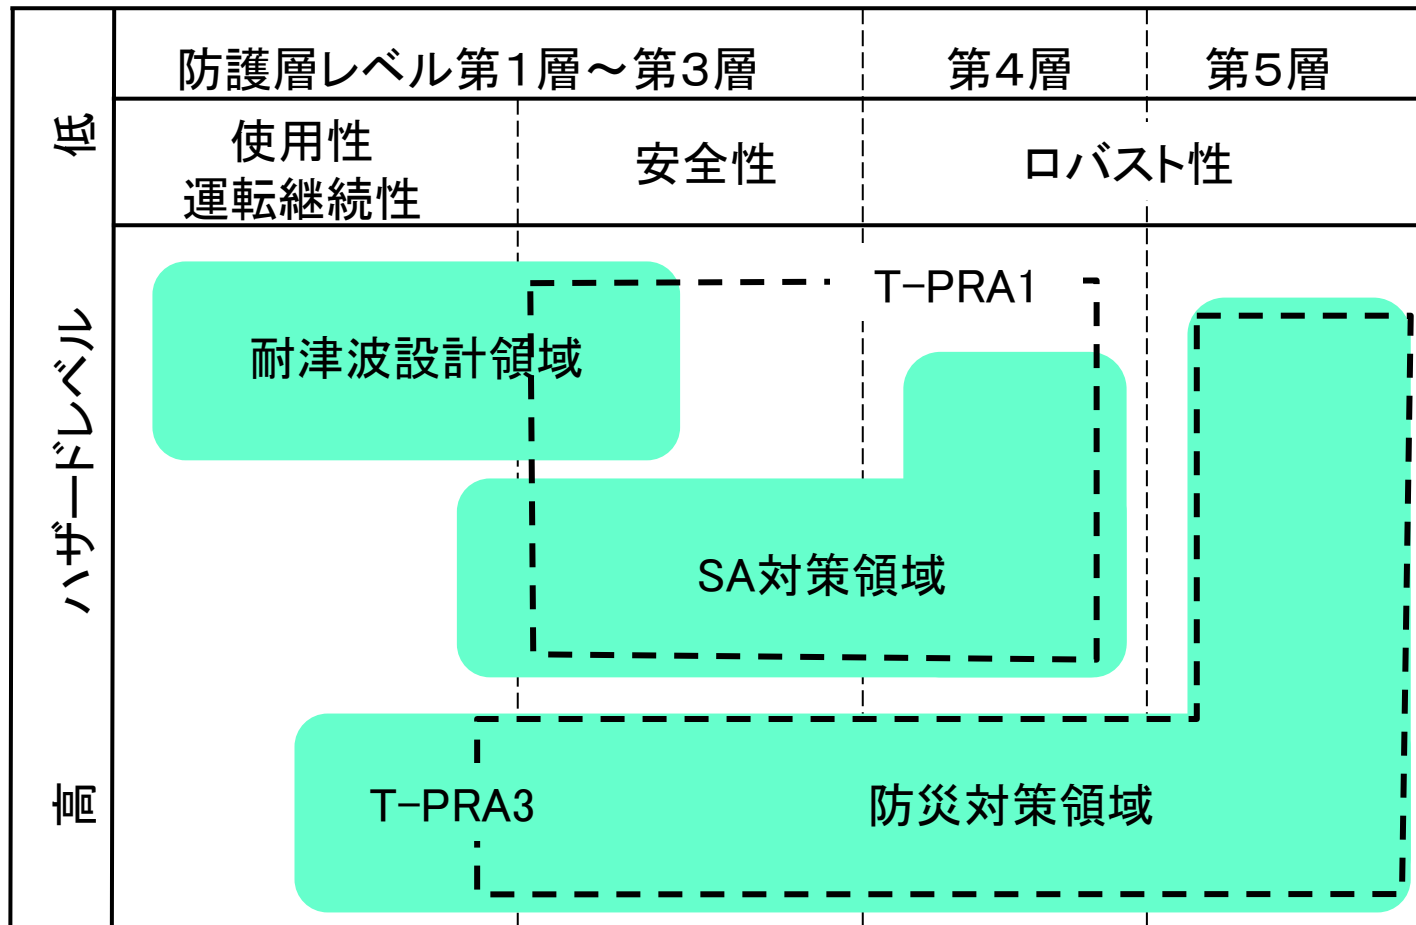 防護層レベル第1層～第3層
第4層
第5層
使用性
運転継続性
安全性
ロバスト性
低
ハザードレベル
高
T-PRA1
耐津波設計領域
SA対策領域
T-PRA3
防災対策領域